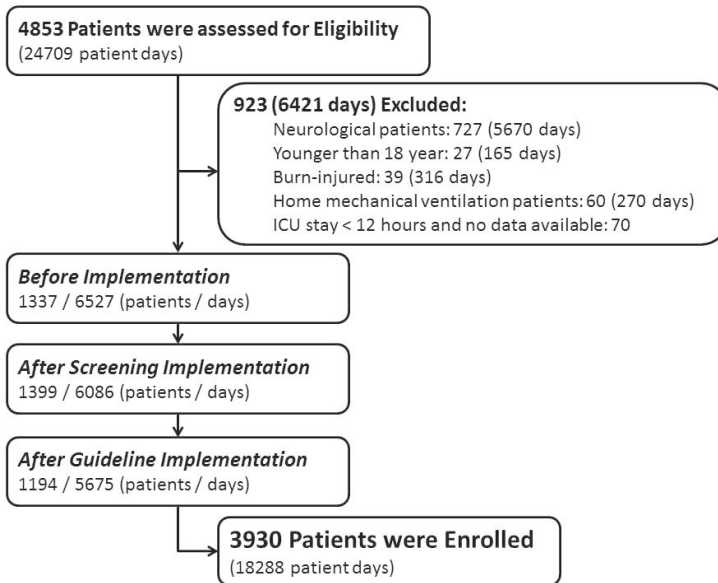 4853 Patients were assessed for Eligibility
(24709 patient days)
923 (6421 days) Excluded:
Neurological patients: 727 (5670 days)
Younger than 18 year: 27 (165 days)
Burn-injured: 39 (316 days)
Home mechanical ventilation patients: 60 (270 days)
ICU stay < 12 hours and no data available: 70
Before Implementation
1337 / 6527 (patients / days)
After Screening Implementation
1399 / 6086 (patients / days)
After Guideline Implementation
1194 / 5675 (patients / days)
3930 Patients were Enrolled
(18288 patient days)